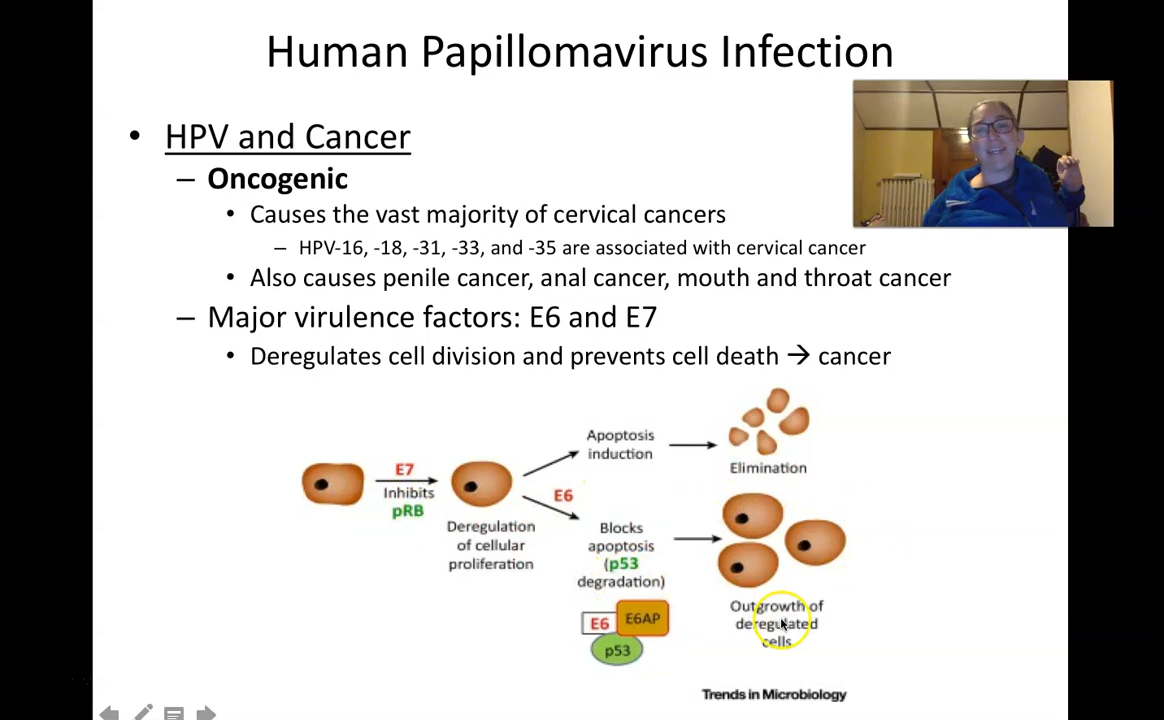 Human Papillomavirus Infection
• HPV and Cancer
– Oncogenic
• Causes the vast majority of cervical cancers
– HPV-16, -18, -31, -33, and -35 are associated with cervical cancer
• Also causes penile cancer, anal cancer, mouth and throat cancer
– Major virulence factors: E6 and E7
• Deregulates cell division and prevents cell death → cancer
E7
Inhibits
pRB
Deregulation
of cellular
proliferation
Apoptosis
induction
Elimination
E6
Blocks
apoptosis
(p53
degradation)
E6 E6AP
p53
Outgrowth of
deregulated
cells
Trends in Microbiology